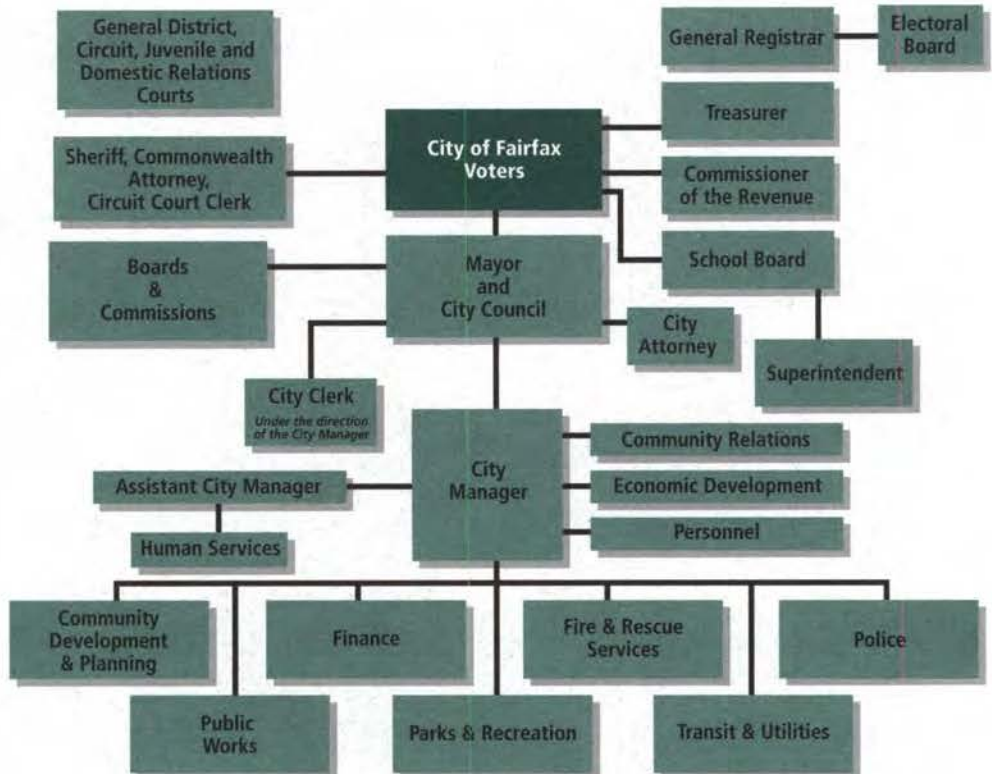 General District,
Circuit, Juvenile and
Domestic Relations
Courts
General Registrar
Electoral
Board
Treasurer
City of Fairfax
Voters
Sheriff, Commonwealth
Attorney,
Circuit Court Clerk
Commissioner
of the Revenue
Boards
&
Commissions
Mayor
and
City Council
School Board
City
Attorney
Superintendent
City Clerk
Under the direction
of the City Manager
City
Manager
Community Relations
Assistant City Manager
Economic Development
Human Services
Personnel
Community
Development
& Planning
Finance
Fire & Rescue
Services
Police
Public
Works
Parks & Recreation
Transit & Utilities